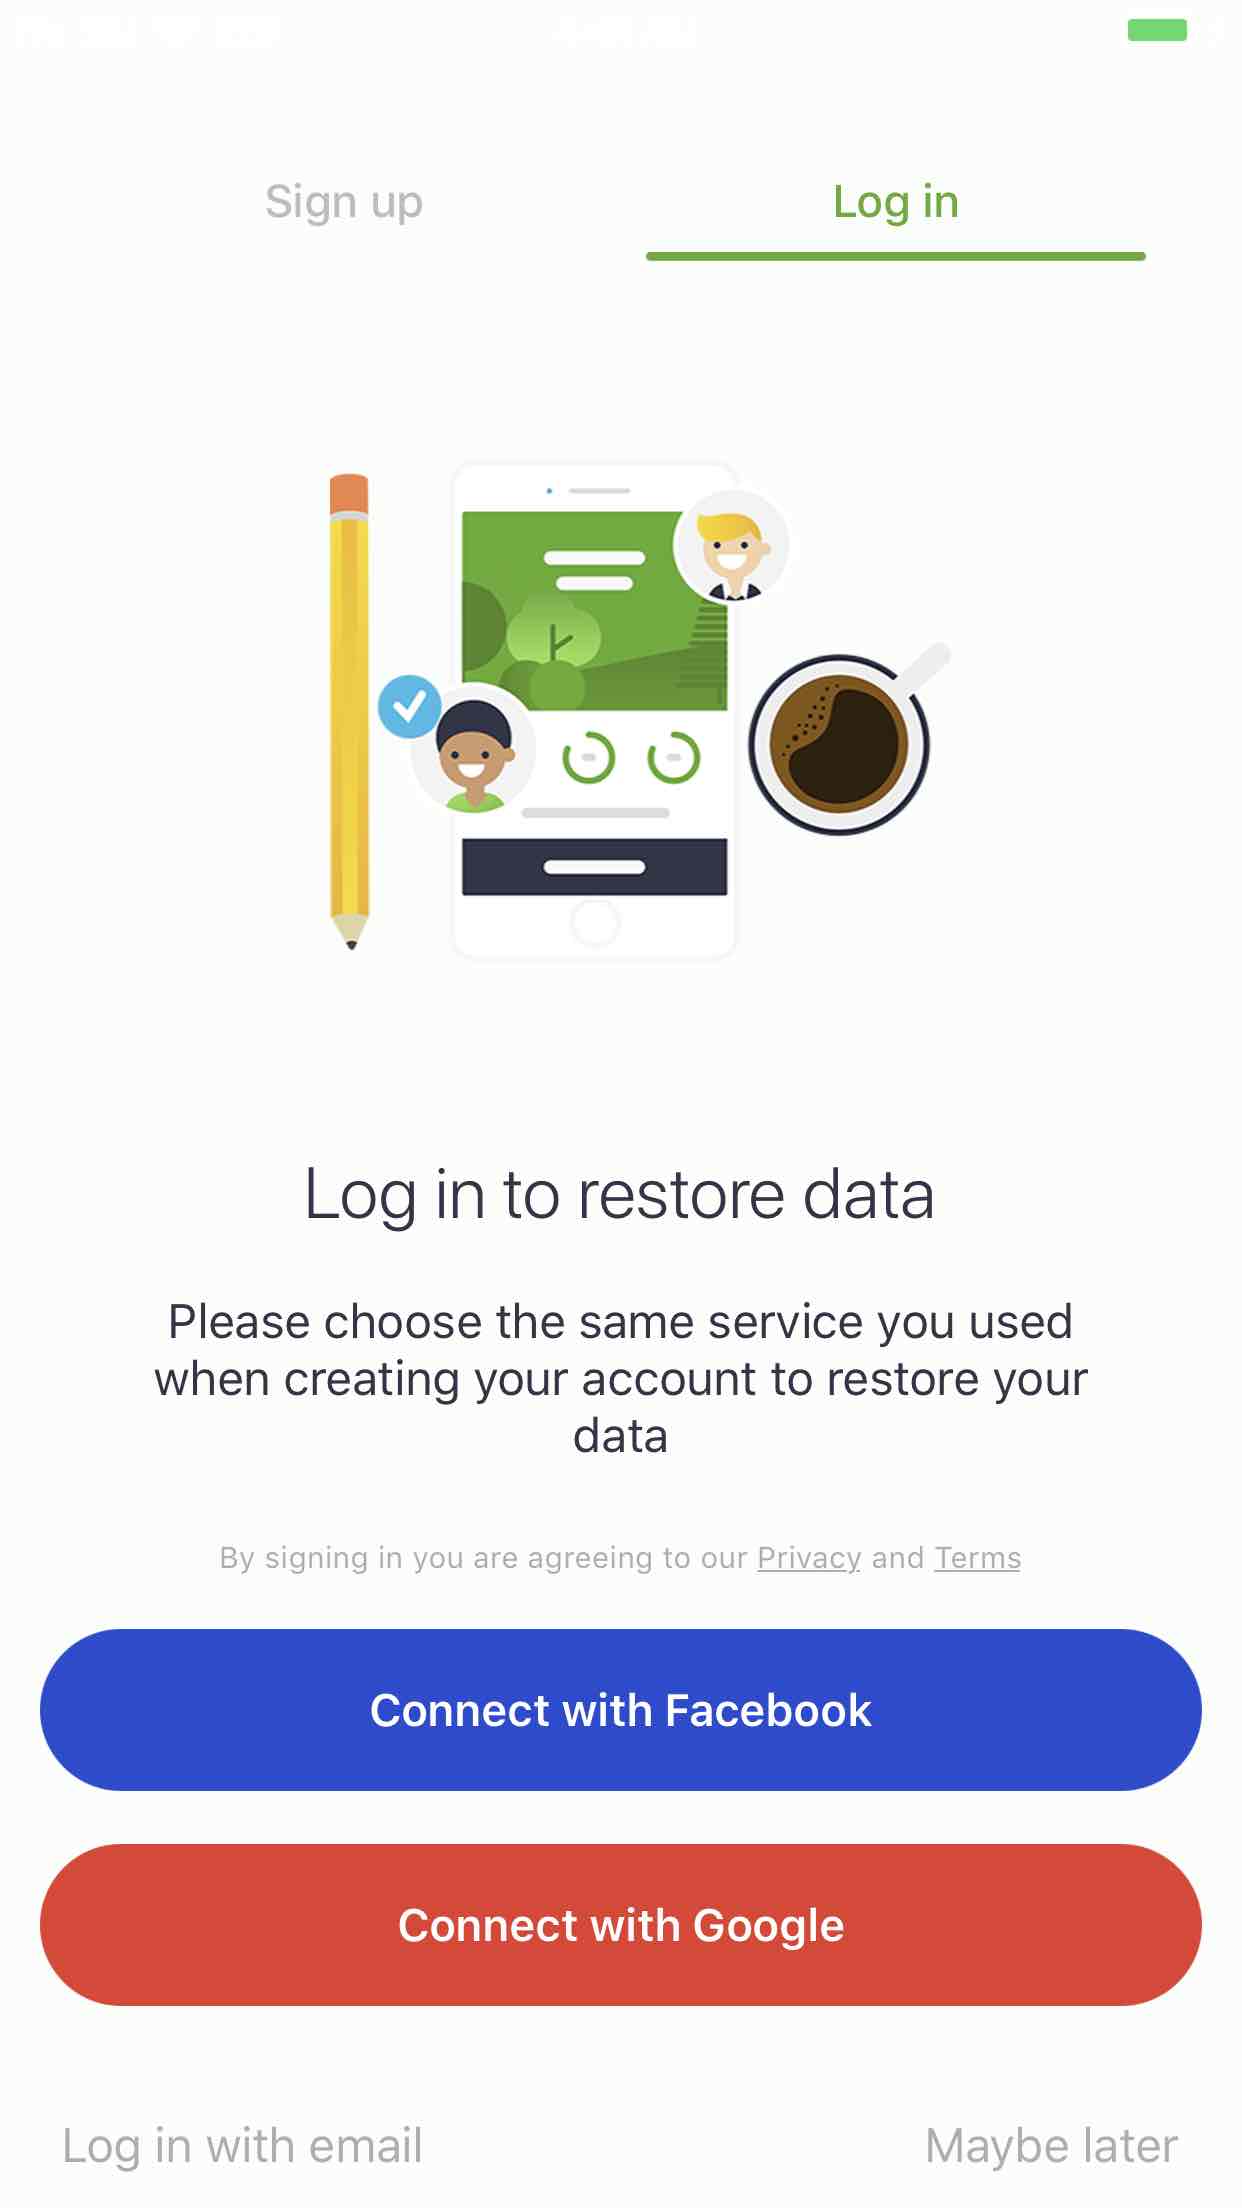 Sign up
Log in
Log in to restore data
Please choose the same service you used
when creating your account to restore your
data
By signing in you are agreeing to our Privacy and Terms
Connect with Facebook
Connect with Google
Log in with email
Maybe later